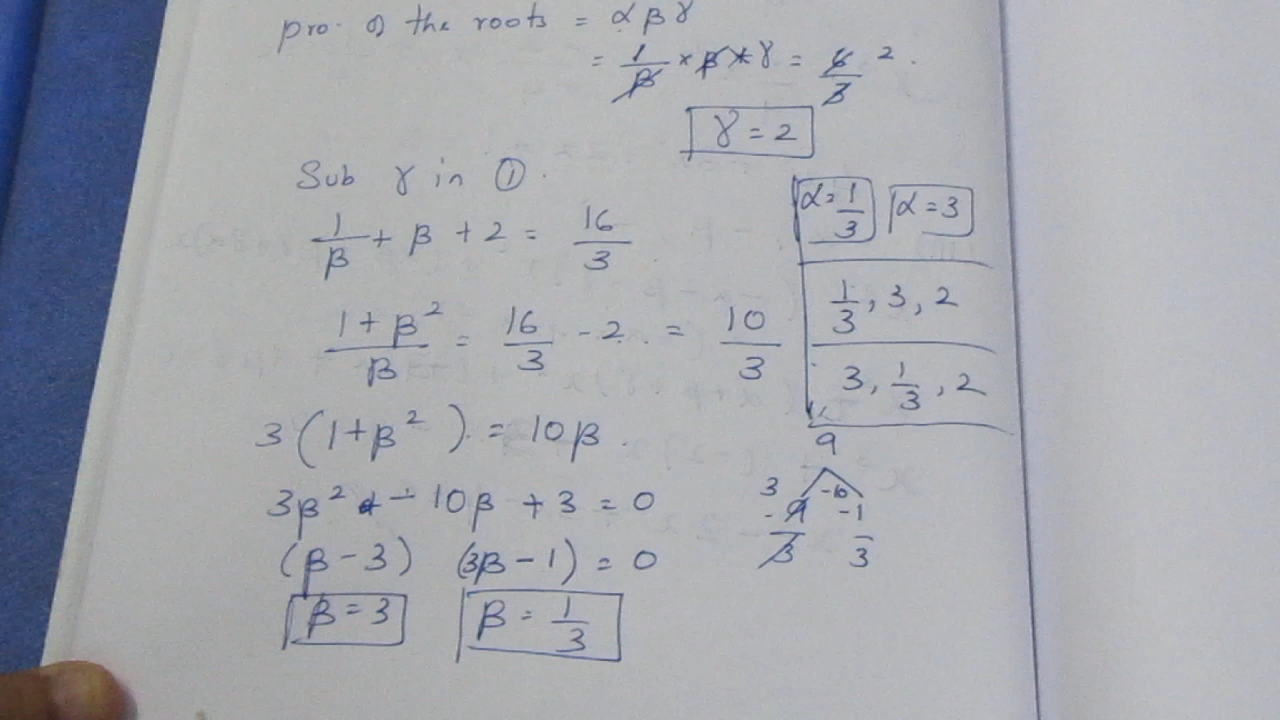 pro. of the roots = αβγ
= 1/β × β × γ = 6/3 2.
γ = 2
Sub γ in ①.
1/β + β + 2 = 16/3
(1 + β²)/β = 16/3 - 2 = 10/3
3(1+β²) = 10β.
3β² - 10β + 3 = 0
(β - 3) (3β - 1) = 0
β = 3 β = 1/3
α = 1/3 α = 3
1/3, 3, 2
3, 1/3, 2
9
3 -10
-9/3 -1/3